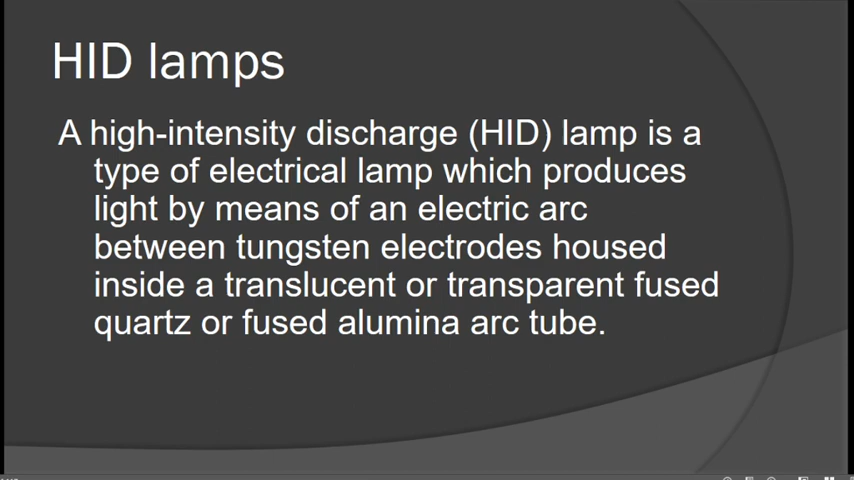 HID lamps
A high-intensity discharge (HID) lamp is a
type of electrical lamp which produces
light by means of an electric arc
between tungsten electrodes housed
inside a translucent or transparent fused
quartz or fused alumina arc tube.